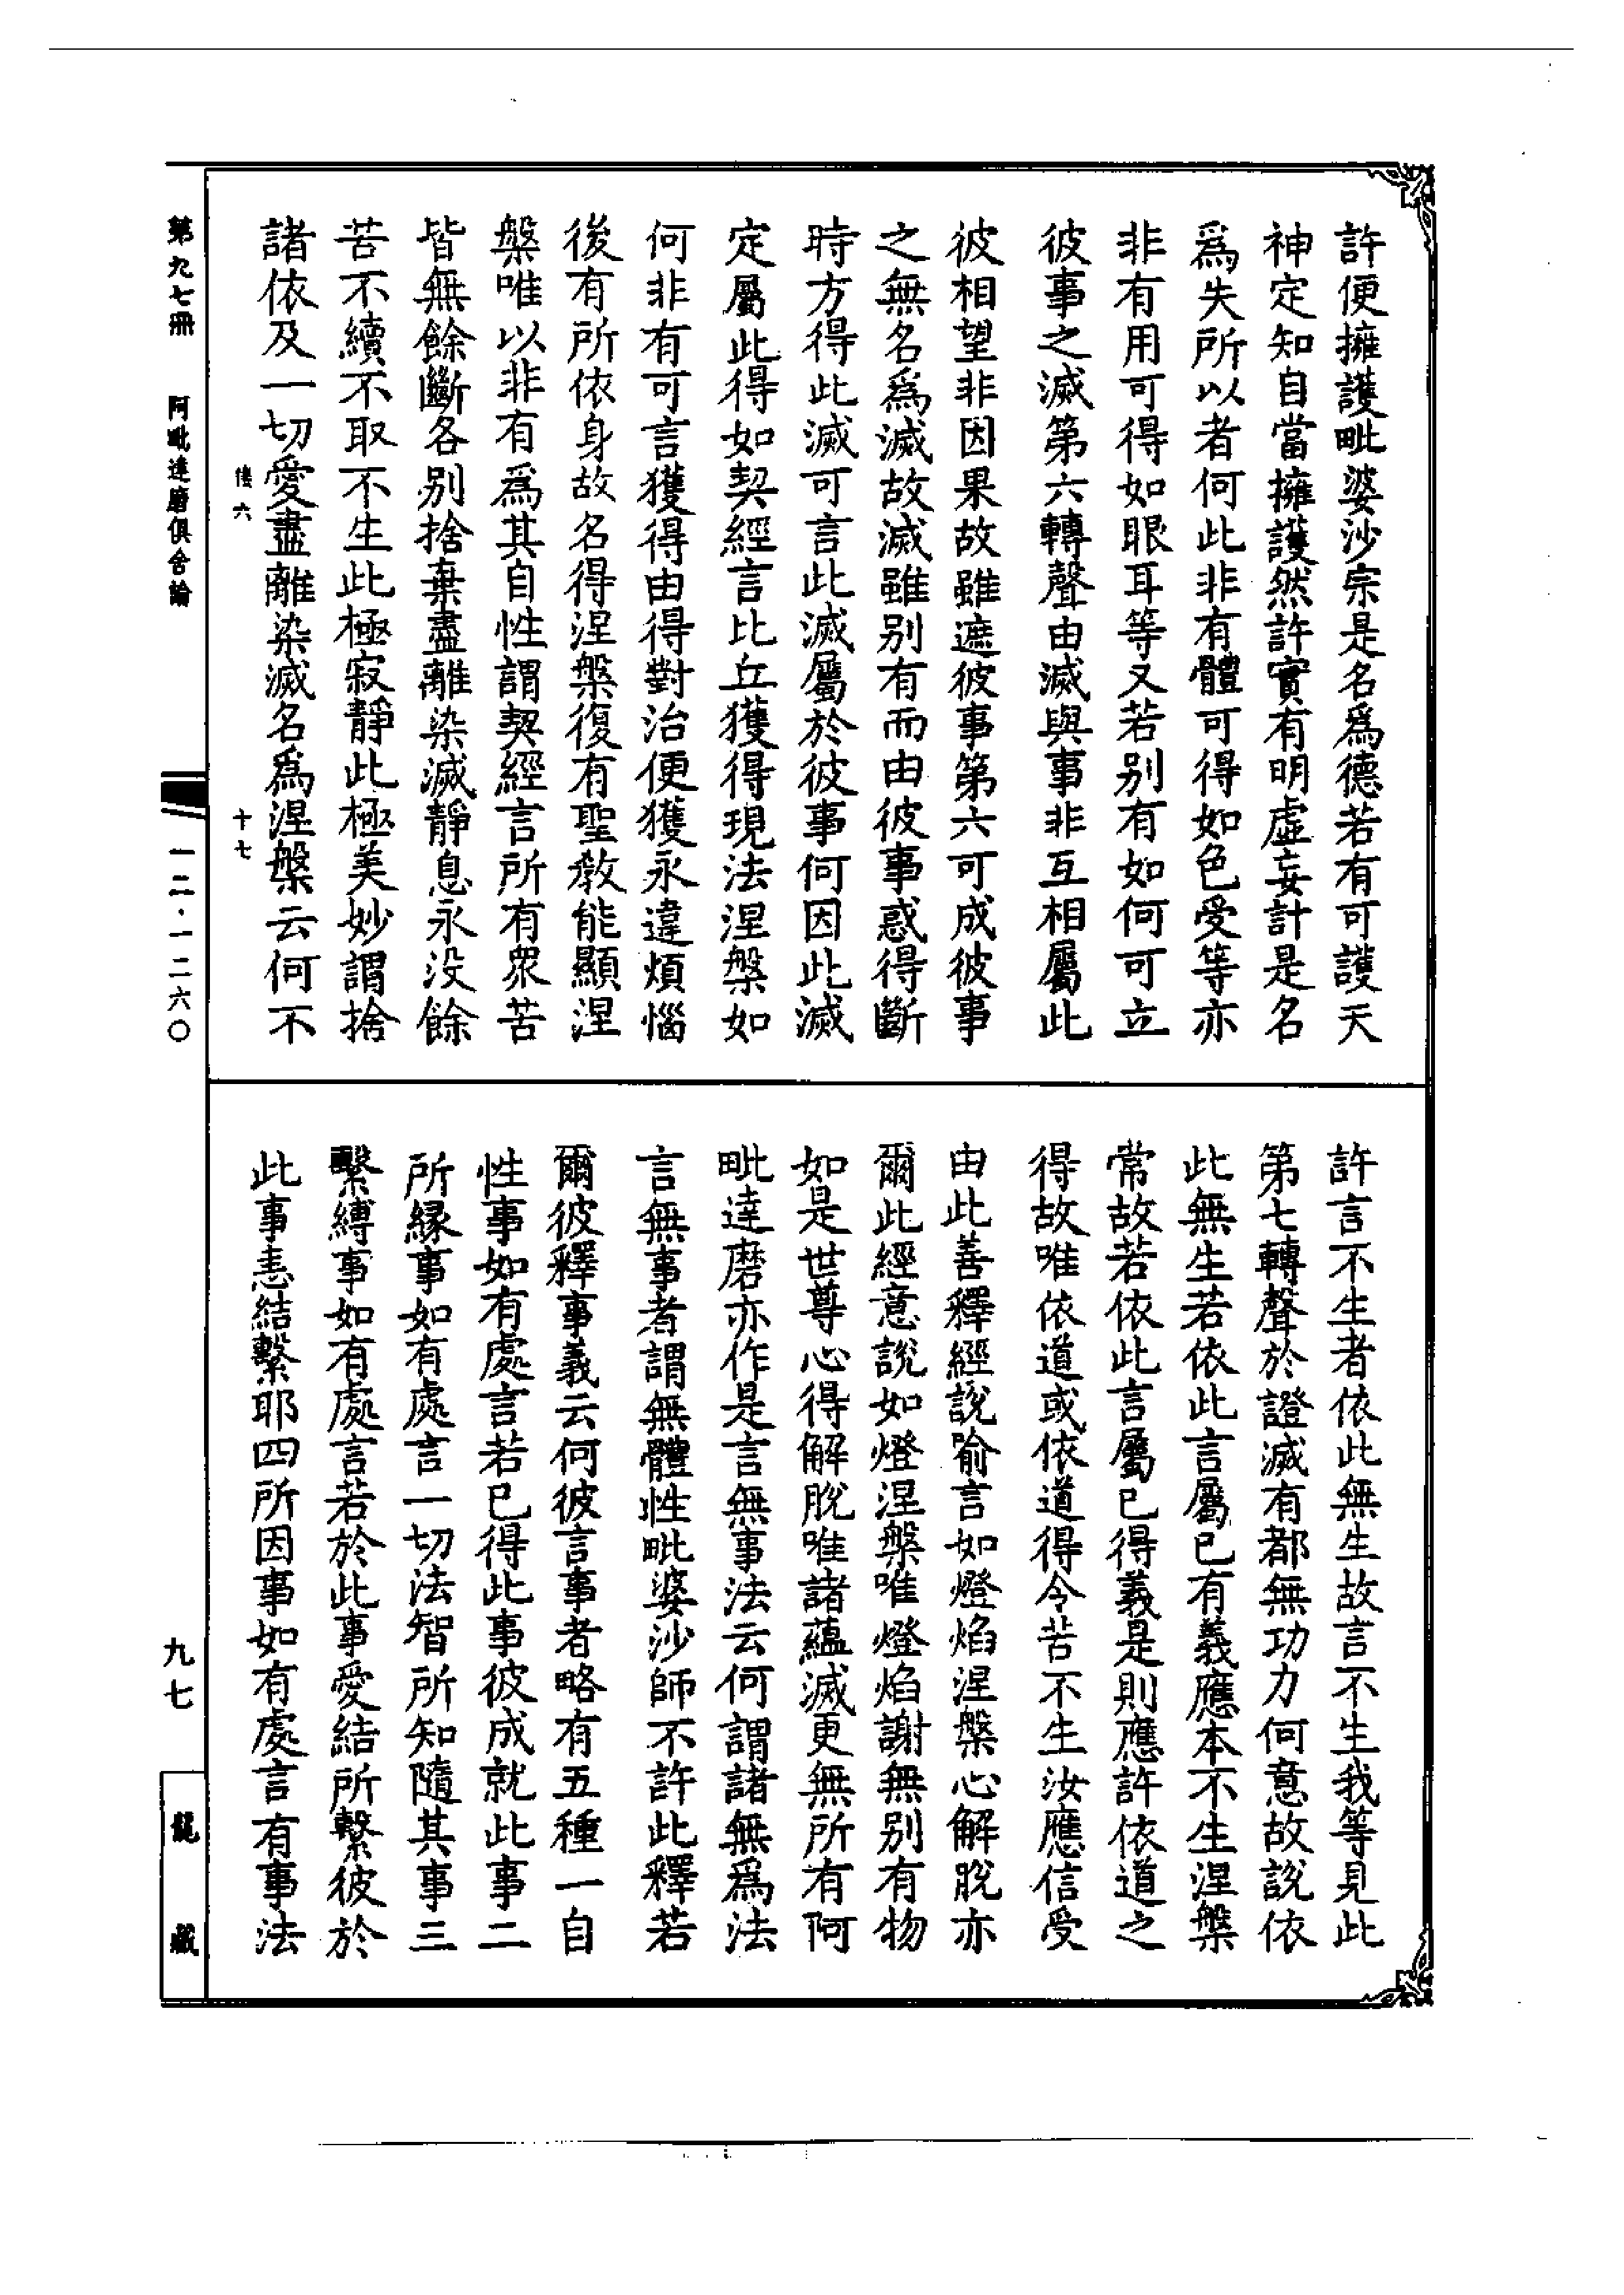 許便擁護毗婆沙宗是名爲德若有可護天
神定知自當擁護然許實有明虛妄計是名
爲失所以者何此非有體可得如色受等亦
非有用可得如眼耳等又若别有如何可立
彼事之滅第六轉聲由滅與事非互相屬此
彼相望非因果故雖遮彼事第六可成彼事
之無名爲滅故滅雖别有而由彼事惑得斷
時方得此滅可言此滅屬於彼事何因此滅
定屬此得如契經言比丘獲得現法涅槃如
何非有可言獲得由得對治便獲永違煩惱
後有所依身故名得涅槃復有聖教能顯涅
槃唯以非有爲其自性謂契經言所有衆苦
皆無餘斷各别捨棄盡離染滅靜息永没餘
苦不續不取不生此極寂靜此極美妙謂捨
諸依及一切愛盡離染滅名爲涅槃云何不
許言不生者依此無生故言不生我等見此
第七轉聲於證滅有都無功力何意故說依
此無生若依此言屬已有義應本不生涅槃
常故若依此言屬已得義是則應許依道之
得故唯依道或依道得令苦不生汝應信受
由此善釋經說喻言如燈焰涅槃心解脫亦
爾此經意說如燈涅槃唯燈焰謝無别有物
如是世尊心得解脫唯諸蘊滅更無所有阿
毗達磨亦作是言無事法云何謂諸無爲法
言無事者謂無體性毗婆沙師不許此釋若
爾彼釋事義云何彼言事者略有五種一自
性事如有處言若已得此事彼成就此事二
所緣事如有處言一切法智所知隨其事三
繫縛事如有處言若於此事愛結所繫彼於
此事恚結繫耶四所因事如有處言有事法
樓六
十七
第九七冊
阿毗達磨俱舍論
一二·一二六〇
九七
龍藏